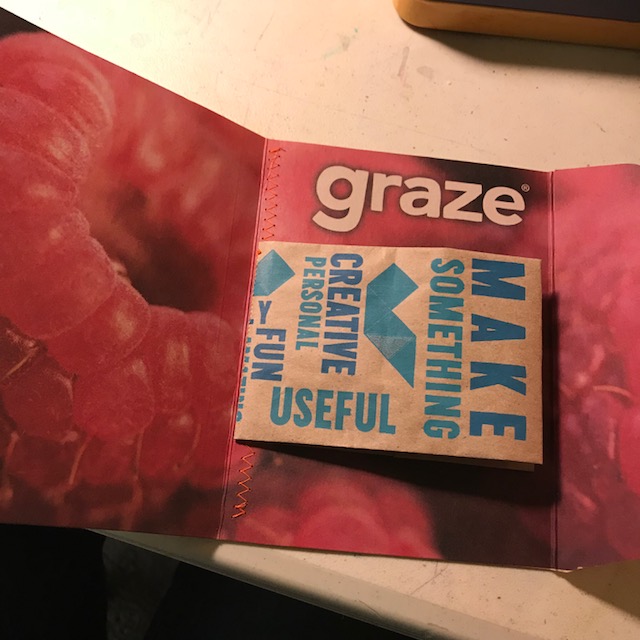 graze®
MAKE
SOMETHING
CREATIVE
PERSONAL
FUN
USEFUL